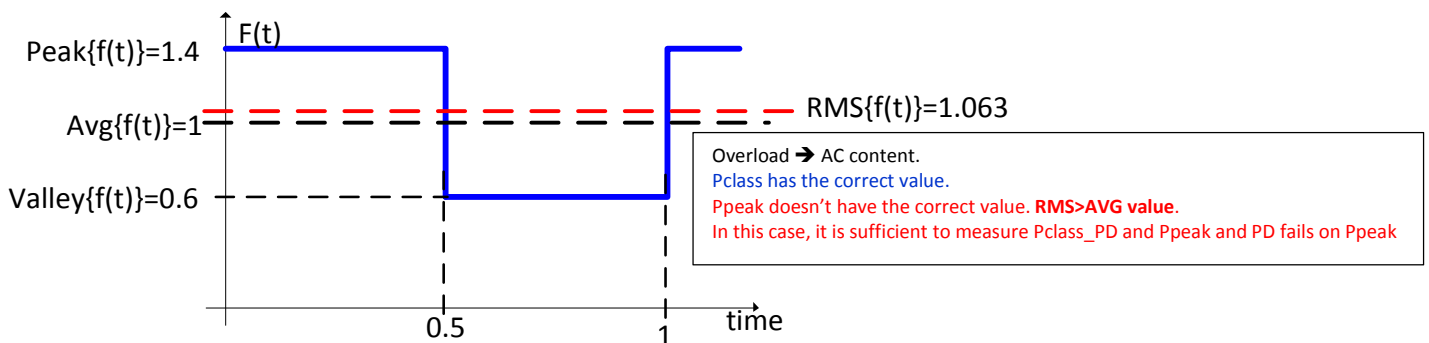 F(t)
Peak{f(t)}=1.4
RMS{f(t)}=1.063
Avg{f(t)}=1
Overload ➔ AC content.
Pclass has the correct value.
Valley{f(t)}=0.6
Ppeak doesn't have the correct value. RMS>AVG value.
In this case, it is sufficient to measure Pclass_PD and Ppeak and PD fails on Ppeak
0.5
1
time